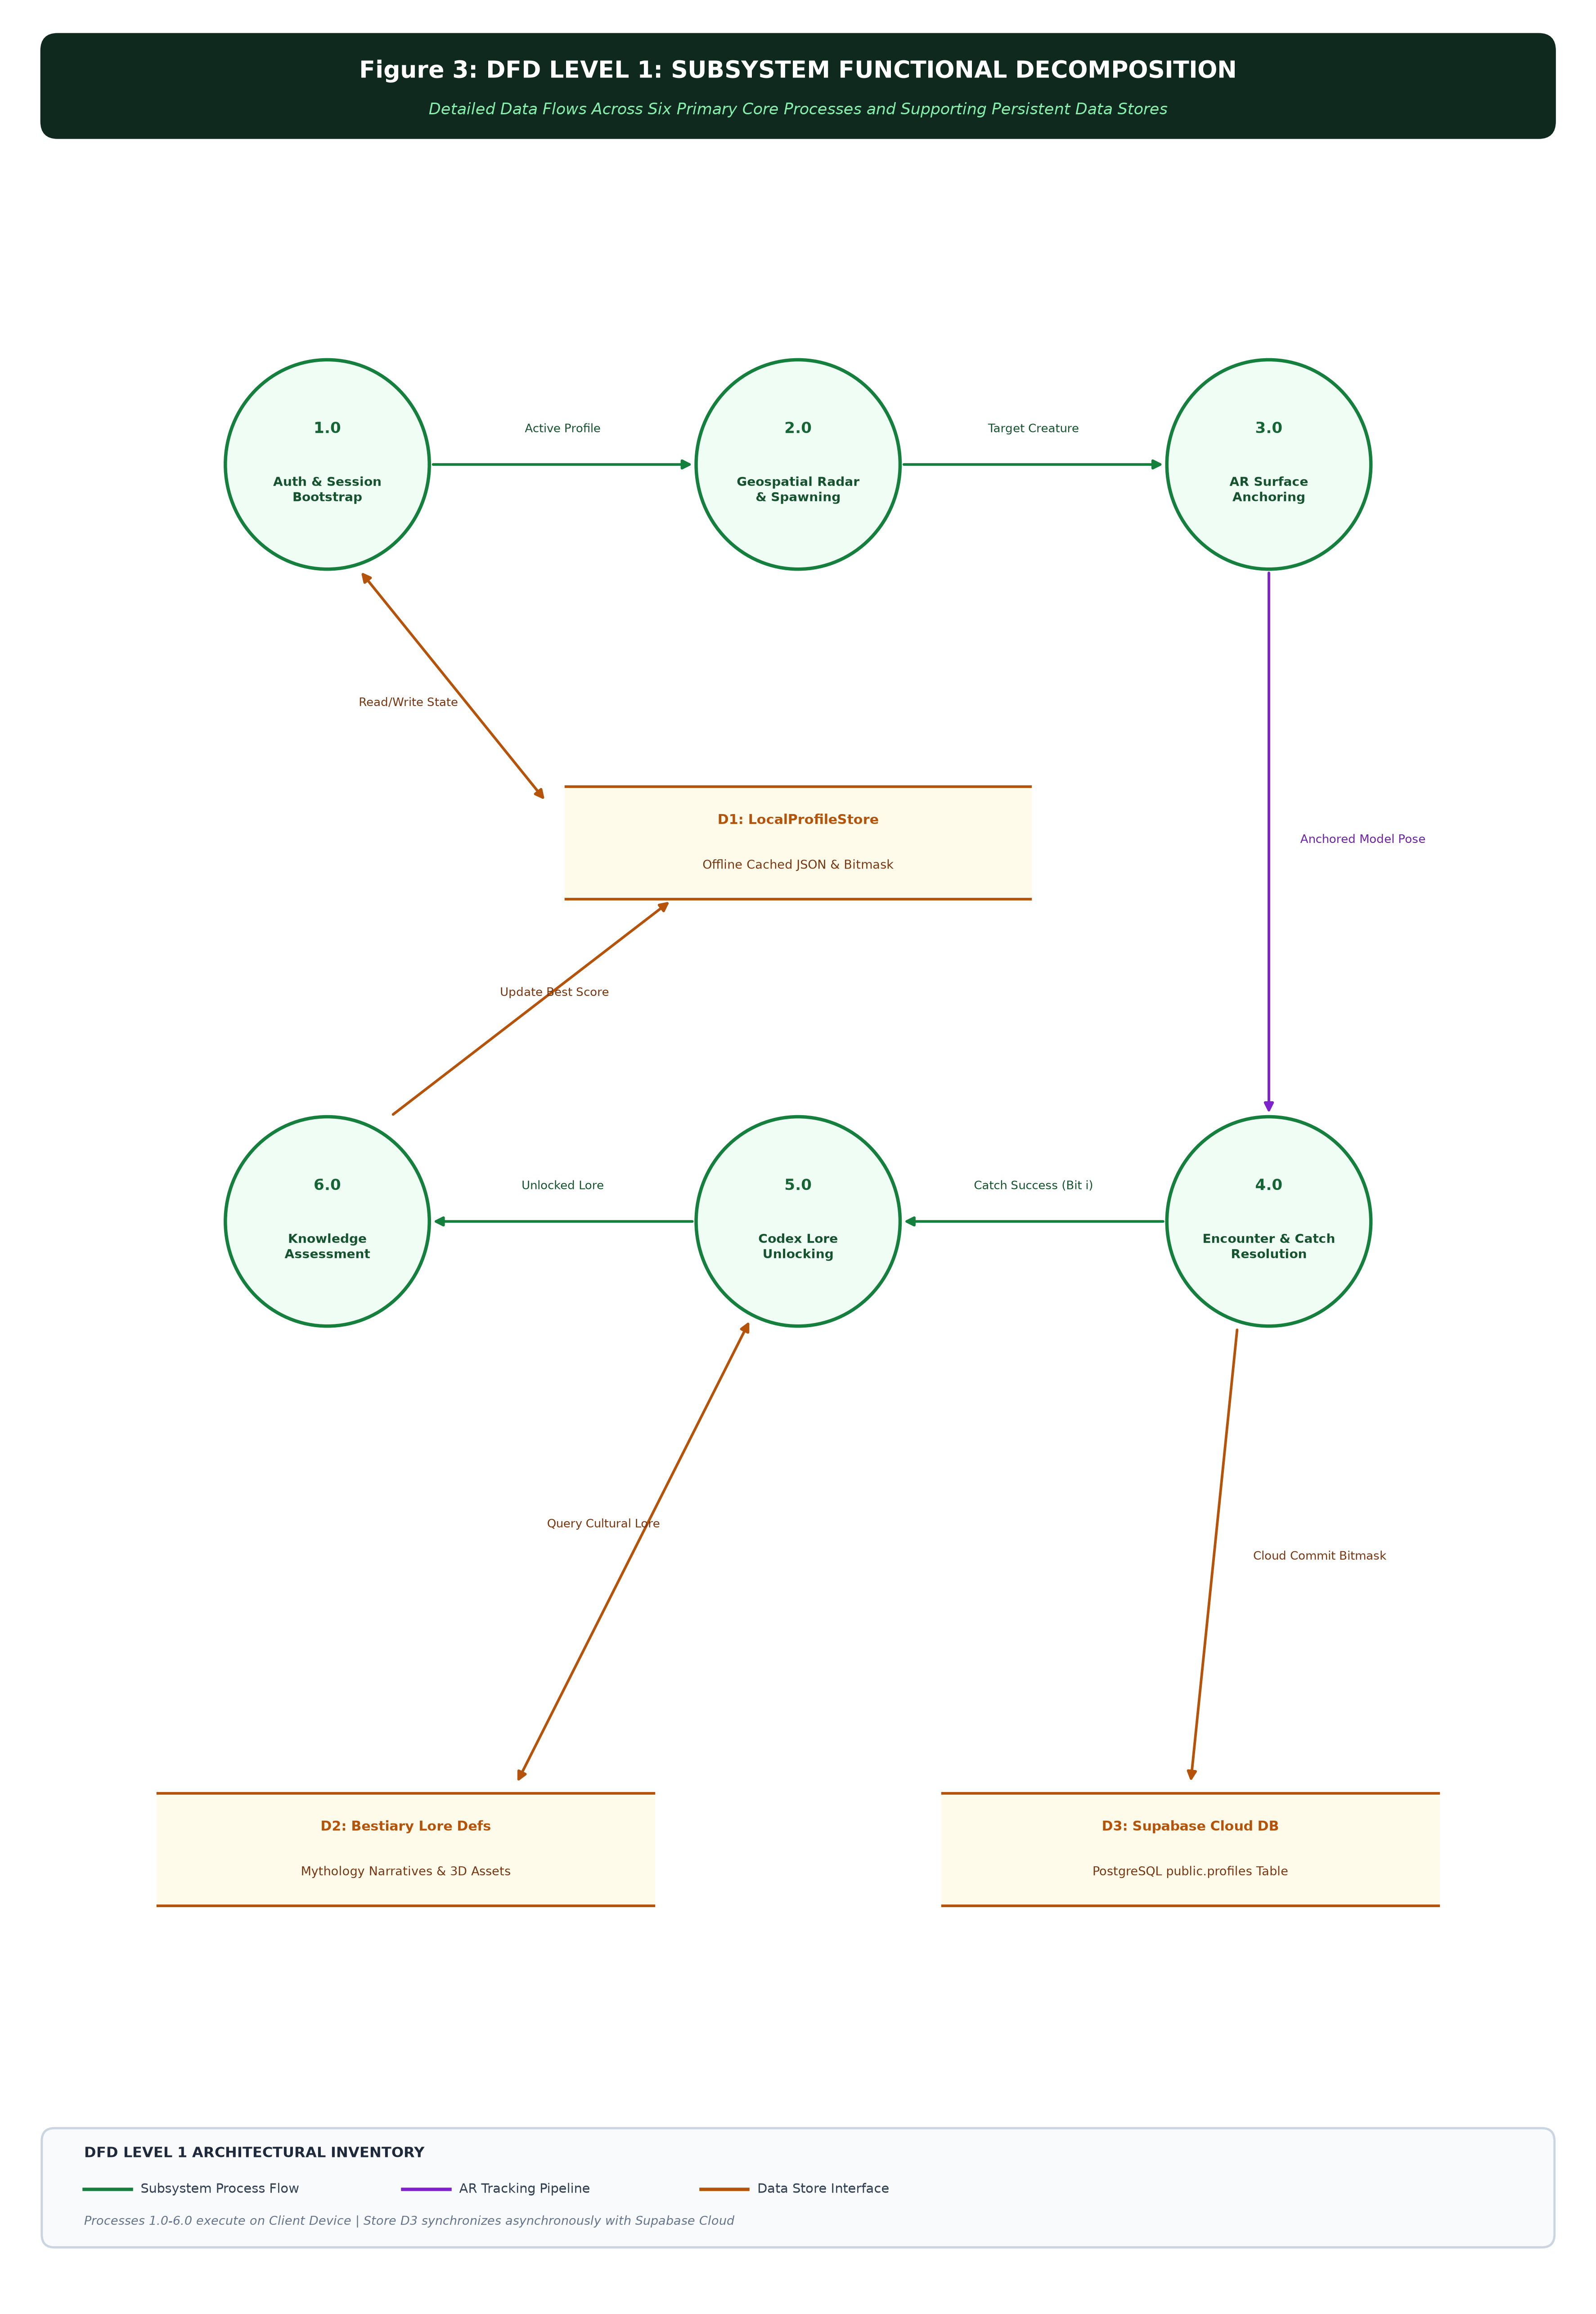 Figure 3: DFD LEVEL 1: SUBSYSTEM FUNCTIONAL DECOMPOSITION
Detailed Data Flows Across Six Primary Core Processes and Supporting Persistent Data Stores
1.0
Auth & Session
Bootstrap
Active Profile
2.0
Geospatial Radar
& Spawning
Target Creature
3.0
AR Surface
Anchoring
Read/Write State
D1: LocalProfileStore
Offline Cached JSON & Bitmask
Anchored Model Pose
Update Best Score
6.0
Knowledge
Assessment
Unlocked Lore
5.0
Codex Lore
Unlocking
Catch Success (Bit i)
4.0
Encounter & Catch
Resolution
Query Cultural Lore
Cloud Commit Bitmask
D2: Bestiary Lore Defs
Mythology Narratives & 3D Assets
D3: Supabase Cloud DB
PostgreSQL public.profiles Table
DFD LEVEL 1 ARCHITECTURAL INVENTORY
Subsystem Process Flow
AR Tracking Pipeline
Data Store Interface
Processes 1.0-6.0 execute on Client Device | Store D3 synchronizes asynchronously with Supabase Cloud